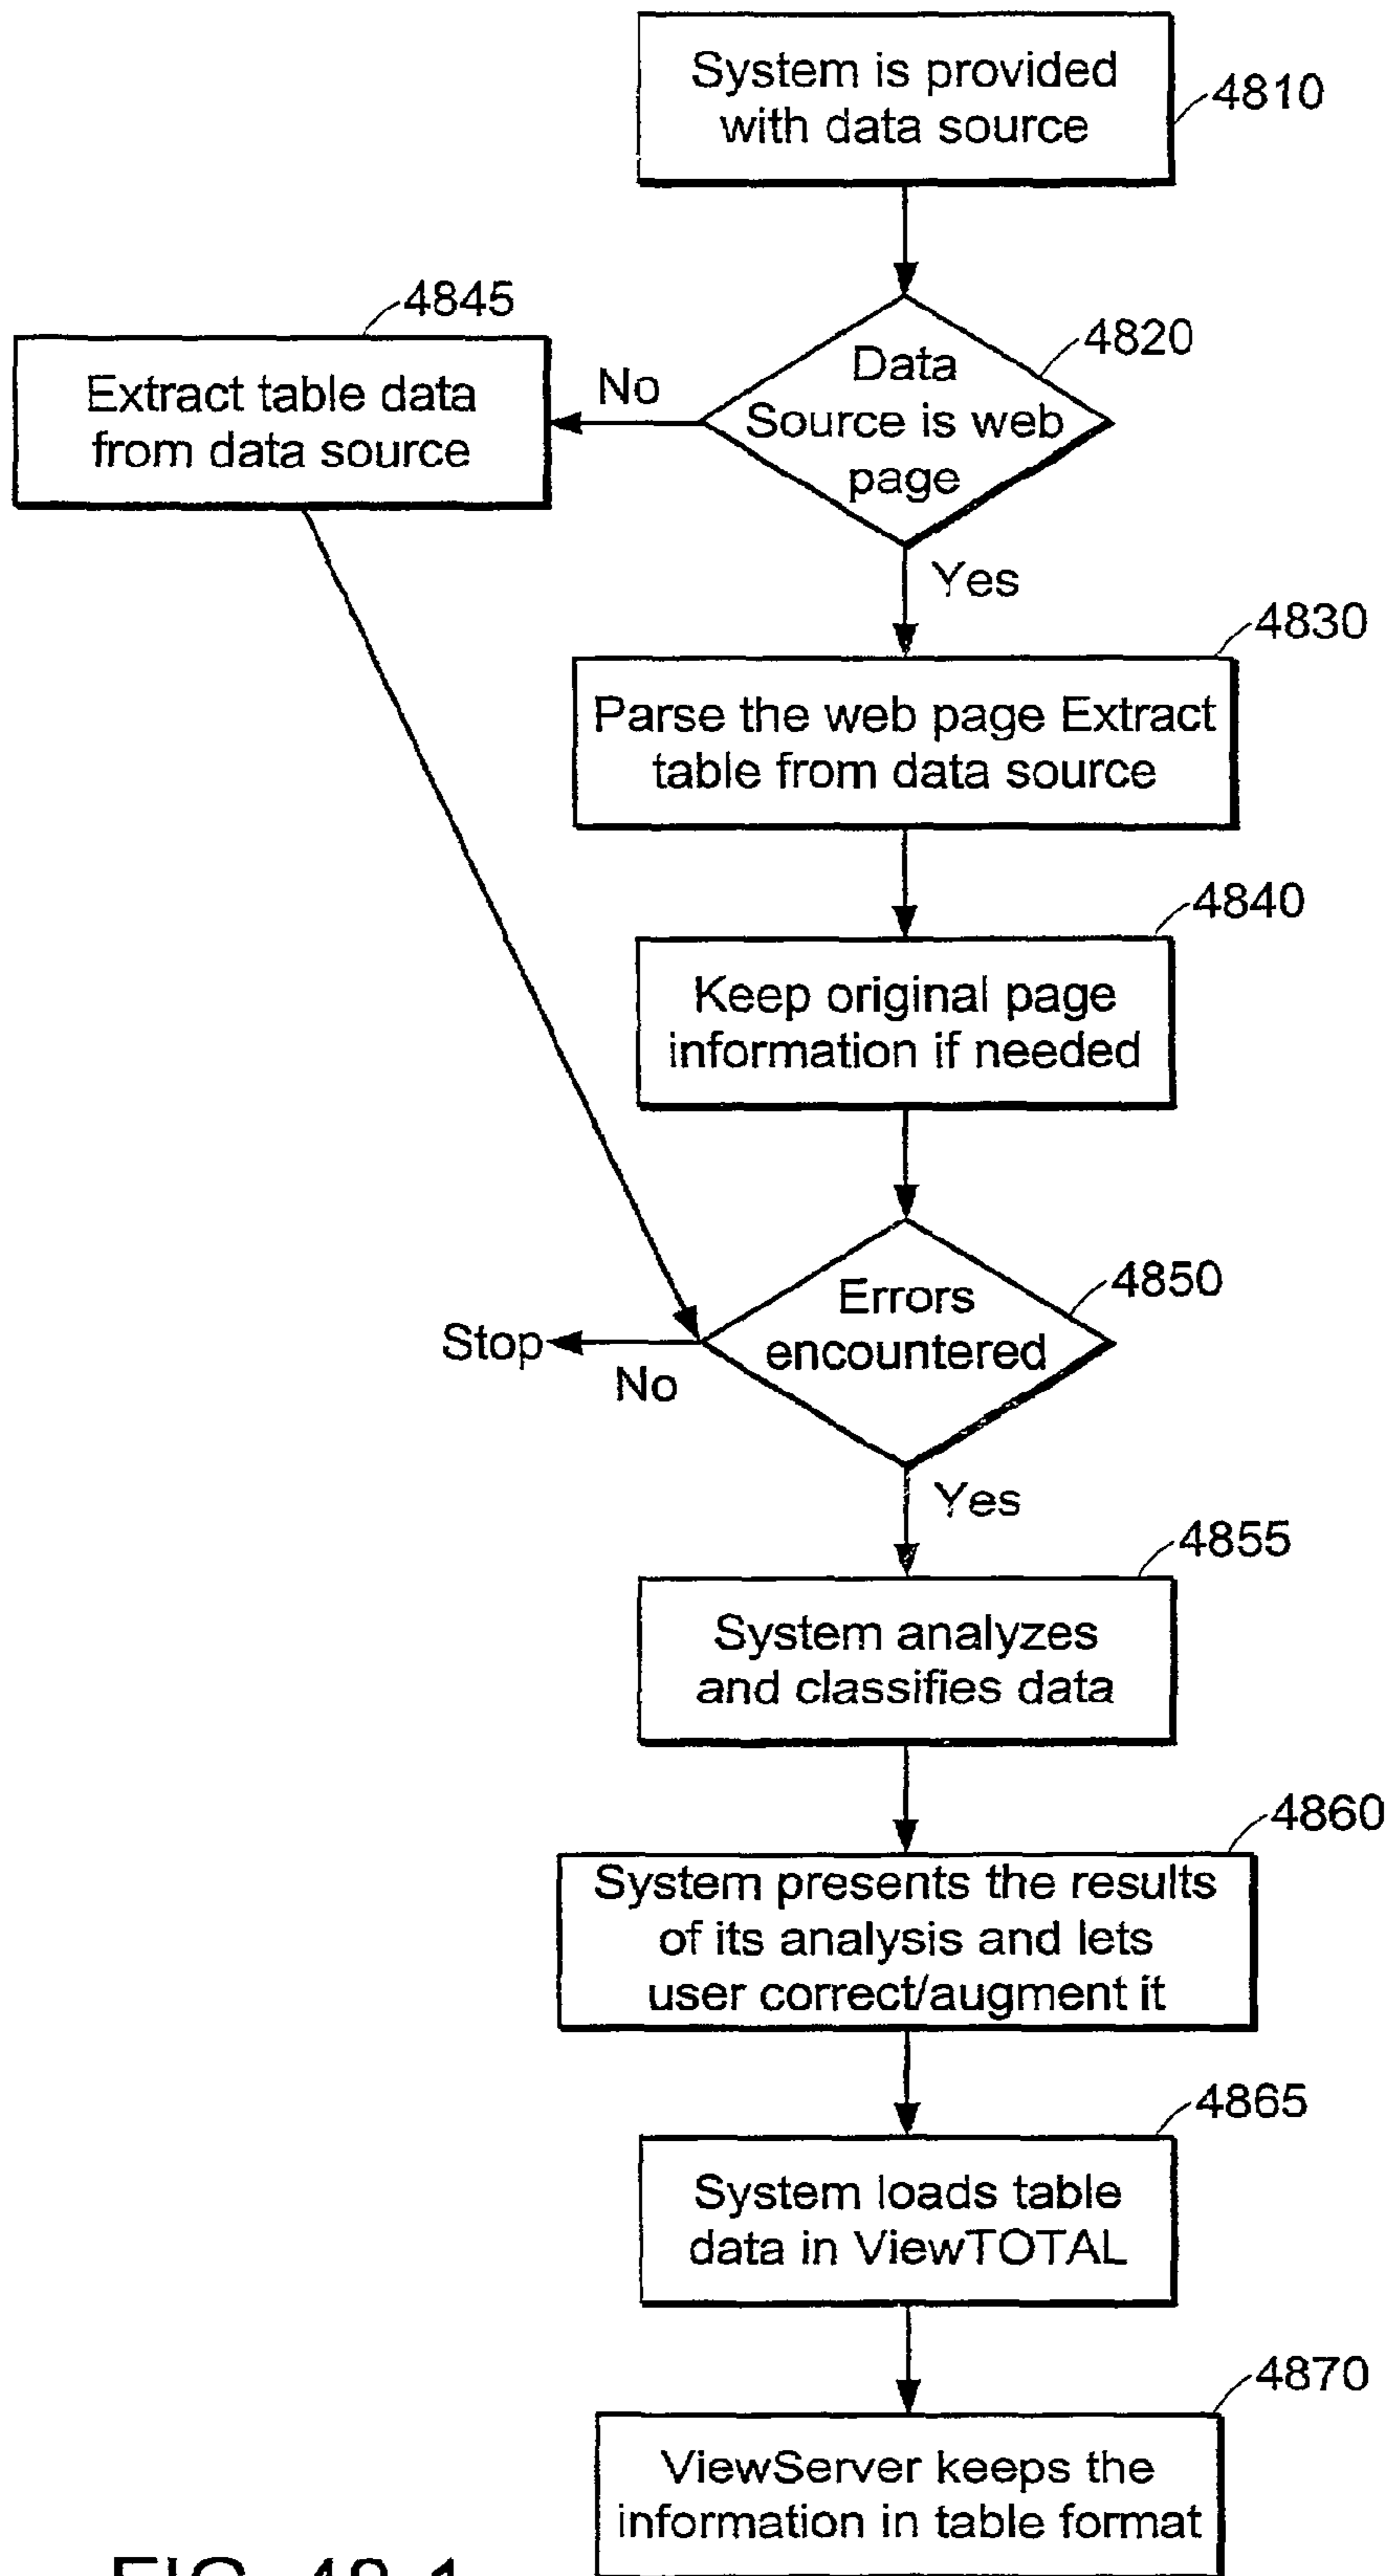 System is provided
with data source
4810
4845
Extract table data
from data source
No
Data
Source is web
page
4820
Yes
4830
Parse the web page Extract
table from data source
4840
Keep original page
information if needed
Errors
encountered
4850
Stop
No
Yes
4855
System analyzes
and classifies data
4860
System presents the results
of its analysis and lets
user correct/augment it
4865
System loads table
data in ViewTOTAL
4870
ViewServer keeps the
information in table format
FIG. 48-1